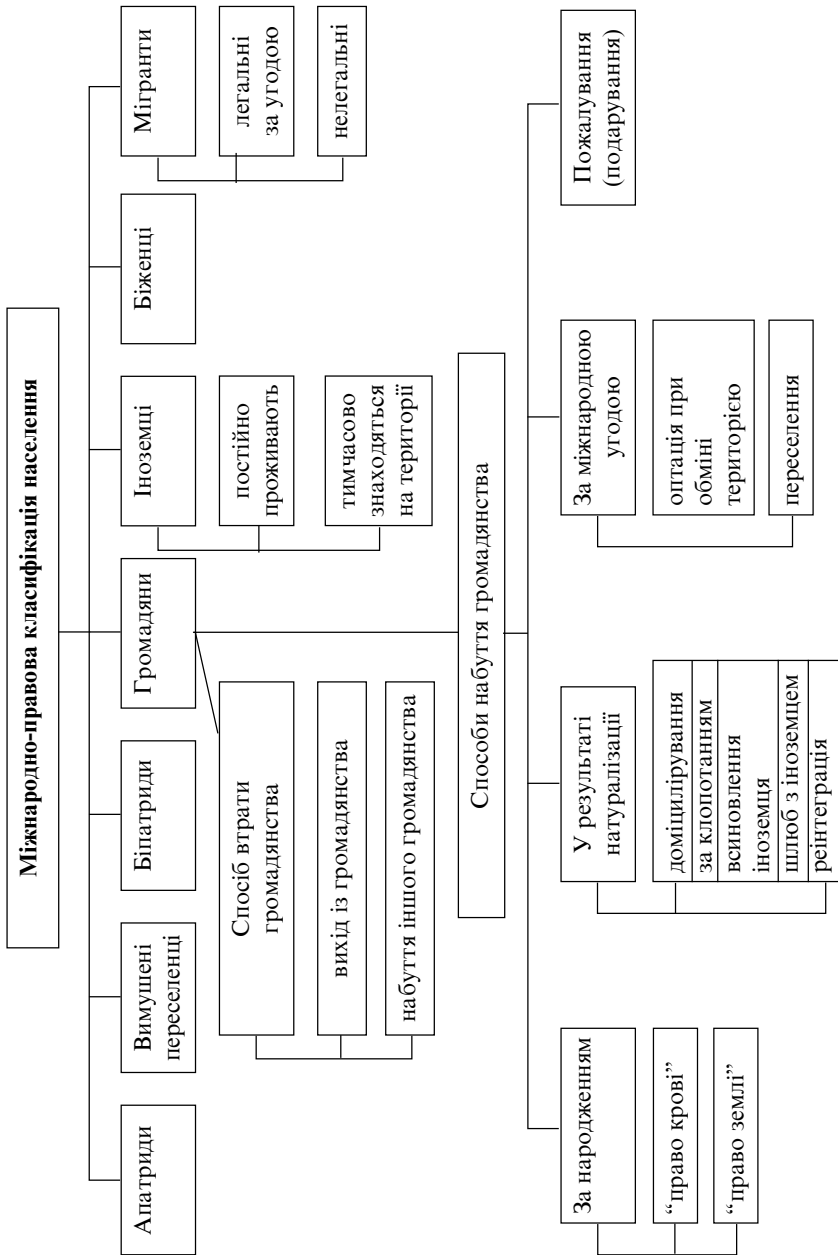 Міжнародно-правова класифікація населення
Апатриди
Вимушені
переселенці
Біпатриди
Громадяни
Іноземці
Біженці
Мігранти
Спосіб втрати
громадянства
вихід із громадянства
набуття іншого громадянства
постійно
проживають
тимчасово
знаходяться
на території
легальні
за угодою
нелегальні
Способи набуття громадянства
За народженням
“право крові”
“право землі”
У результаті
натуралізації
доміцілірування
за клопотанням
всиновлення
іноземця
шлюб з іноземцем
реінтеграція
За міжнародною
угодою
оптація при
обміні
територією
переселення
Пожалування
(подарування)